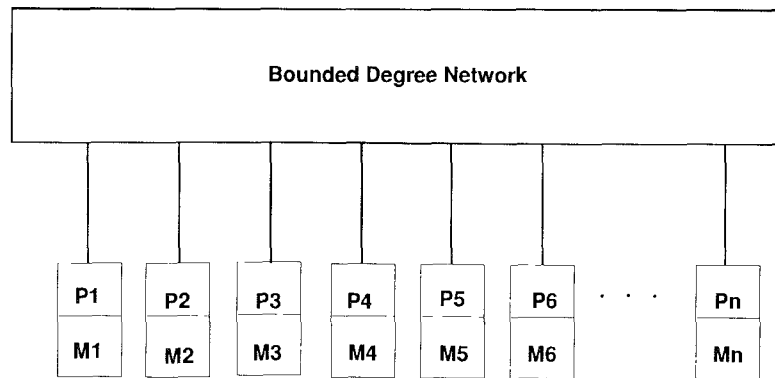 Bounded Degree Network
P1 P2 P3 P4 P5 P6 . . . Pn
M1 M2 M3 M4 M5 M6 Mn